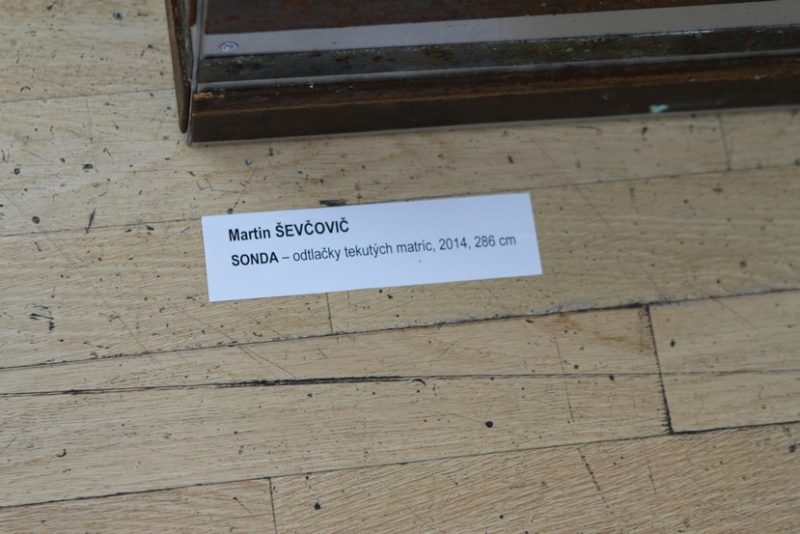 Martin ŠEVČOVIČ
SONDA – odtlačky tekutých matríc, 2014, 286 cm